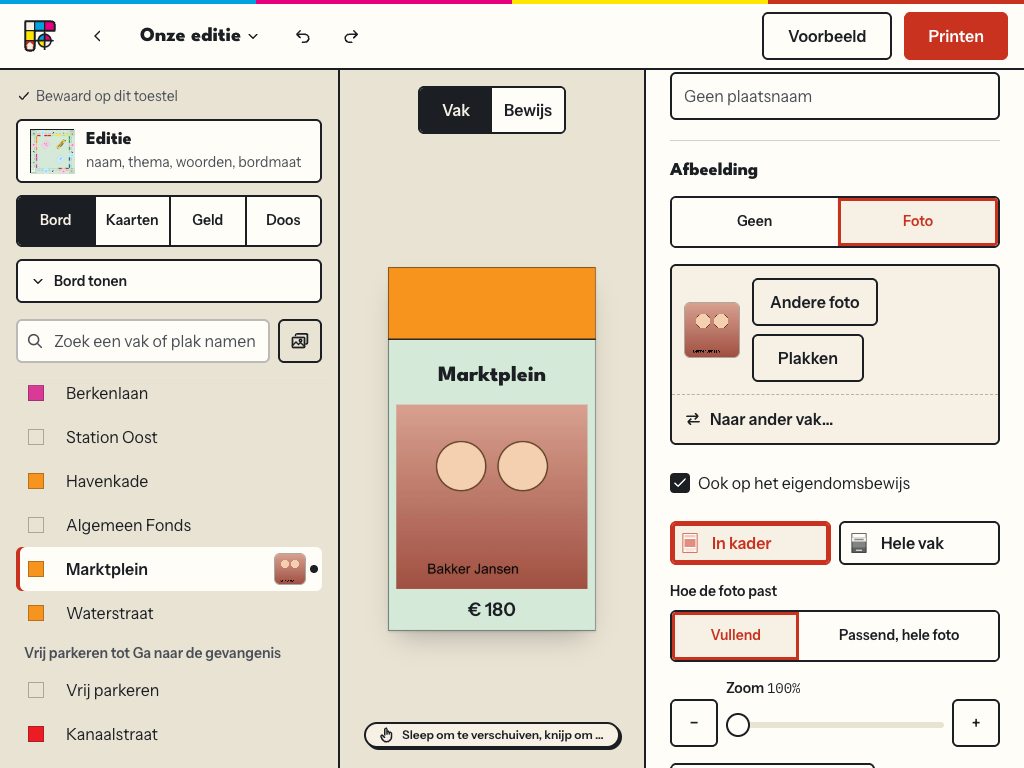 Onze editie
Voorbeeld
Printen
Bewaard op dit toestel
Editie
naam, thema, woorden, bordmaat
Bord
Kaarten
Geld
Doos
Bord tonen
Zoek een vak of plak namen
Berkenlaan
Station Oost
Havenkade
Algemeen Fonds
Marktplein
Waterstraat
Vrij parkeren tot Ga naar de gevangenis
Vrij parkeren
Kanaalstraat
Vak
Bewijs
Marktplein
Bakker Jansen
€ 180
Sleep om te verschuiven, knijp om ...
Geen plaatsnaam
Afbeelding
Geen
Foto
Andere foto
Plakken
Naar ander vak...
Ook op het eigendomsbewijs
In kader
Hele vak
Hoe de foto past
Vullend
Passend, hele foto
Zoom 100%
−
+